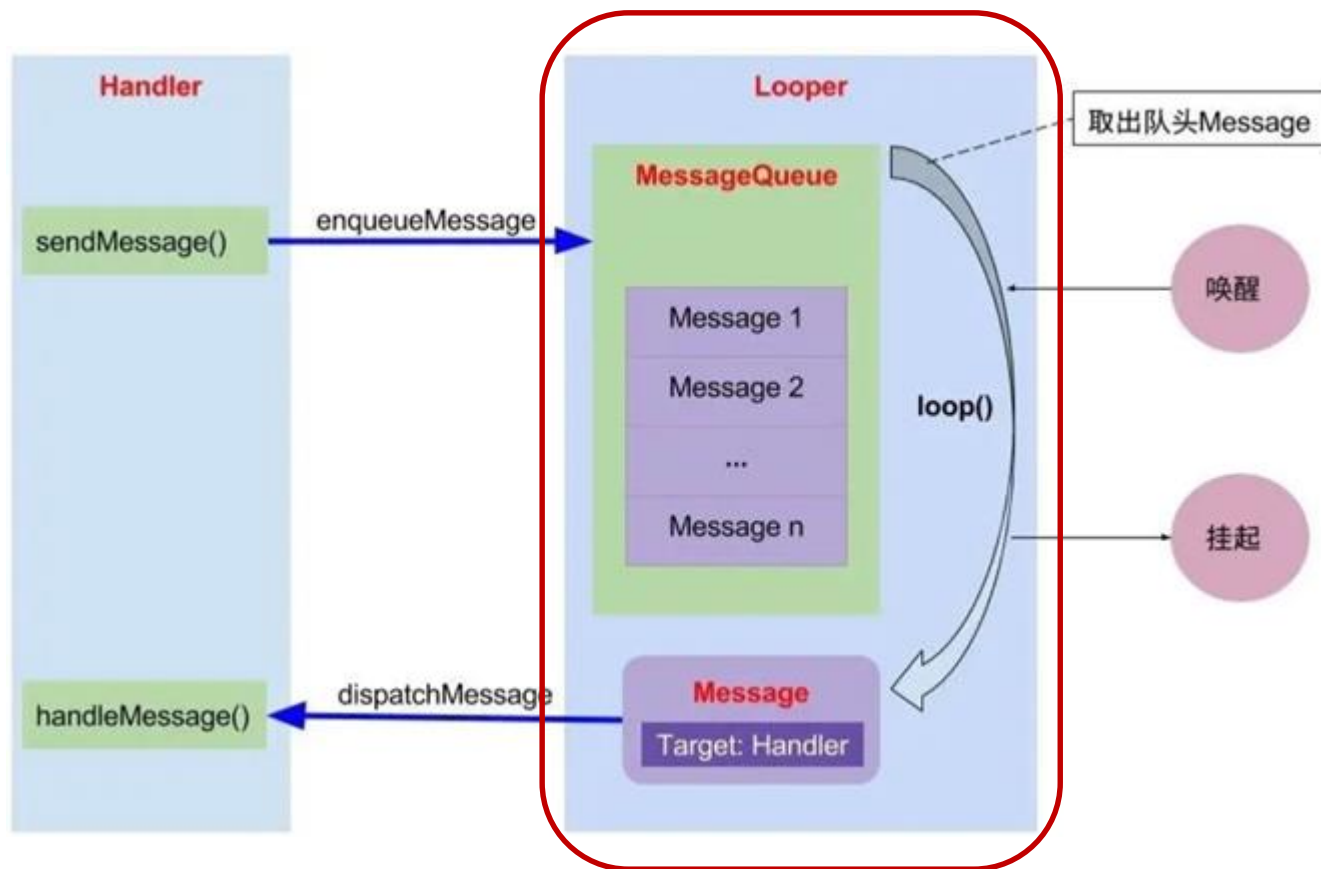 Handler
sendMessage()
handleMessage()
enqueueMessage
dispatchMessage
Looper
MessageQueue
Message 1
Message 2
...
Message n
loop()
Message
Target: Handler
取出队头Message
唤醒
挂起